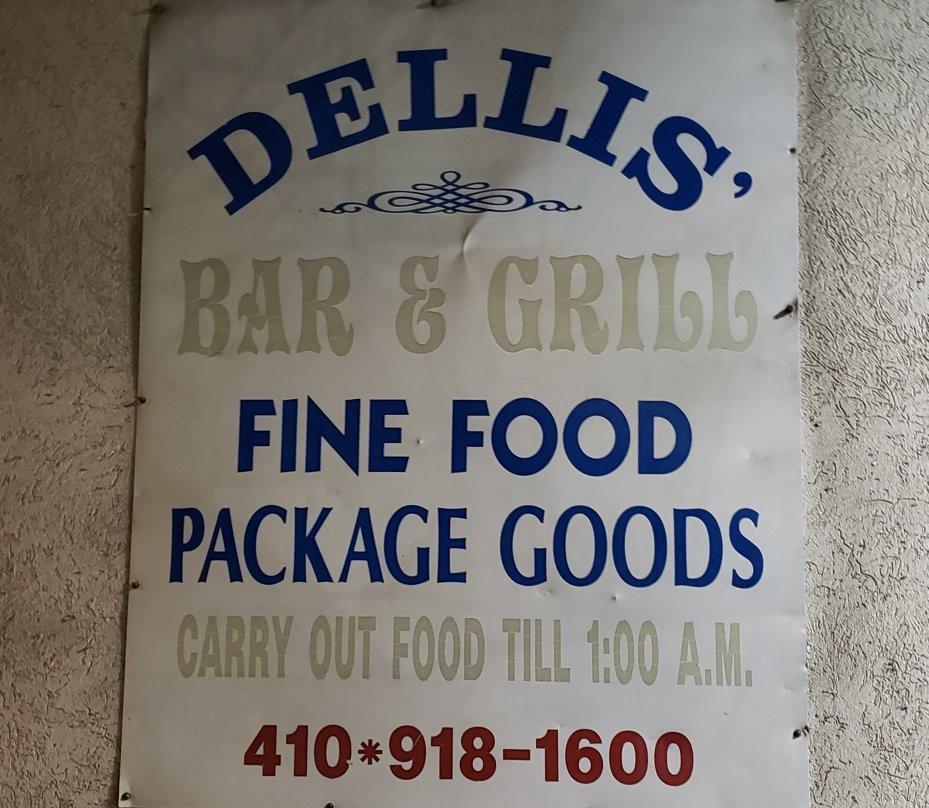 DELLIS'
BAR & GRILL
FINE FOOD
PACKAGE GOODS
CARRY OUT FOOD TILL 1:00 A.M.
410*918-1600